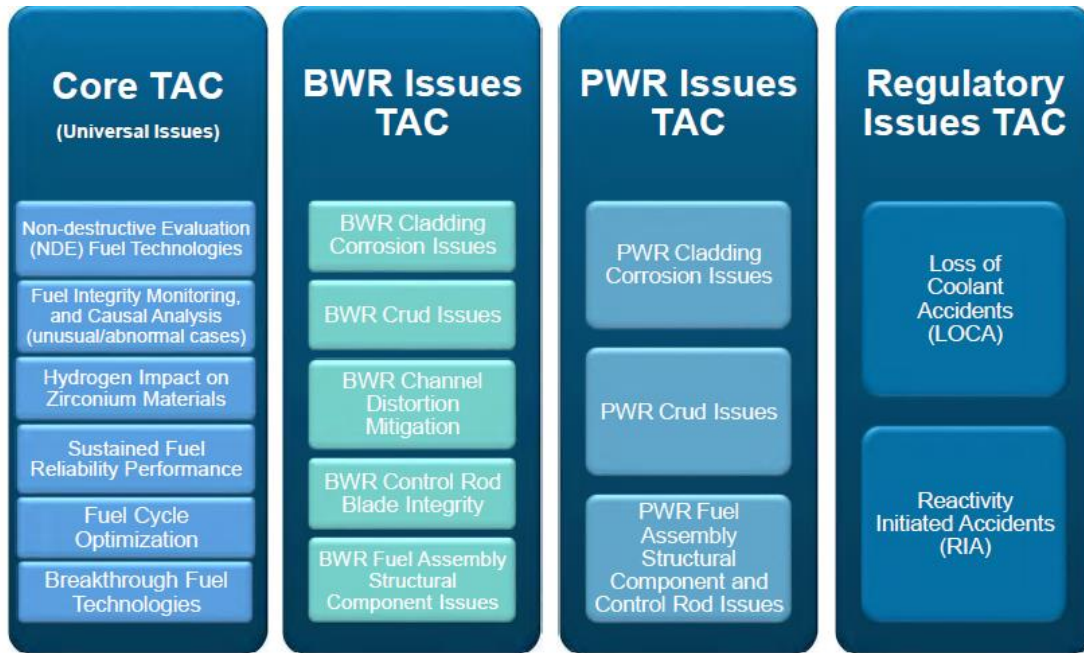 Core TAC
(Universal Issues)
Non-destructive Evaluation
(NDE) Fuel Technologies
Fuel Integrity Monitoring,
and Causal Analysis
(unusual/abnormal cases)
Hydrogen Impact on
Zirconium Materials
Sustained Fuel
Reliability Performance
Fuel Cycle
Optimization
Breakthrough Fuel
Technologies
BWR Issues
TAC
BWR Cladding
Corrosion Issues
BWR Crud Issues
BWR Channel
Distortion
Mitigation
BWR Control Rod
Blade Integrity
BWR Fuel Assembly
Structural
Component Issues
PWR Issues
TAC
PWR Cladding
Corrosion Issues
PWR Crud Issues
PWR Fuel
Assembly
Structural
Component and
Control Rod Issues
Regulatory
Issues TAC
Loss of
Coolant
Accidents
(LOCA)
Reactivity
Initiated Accidents
(RIA)